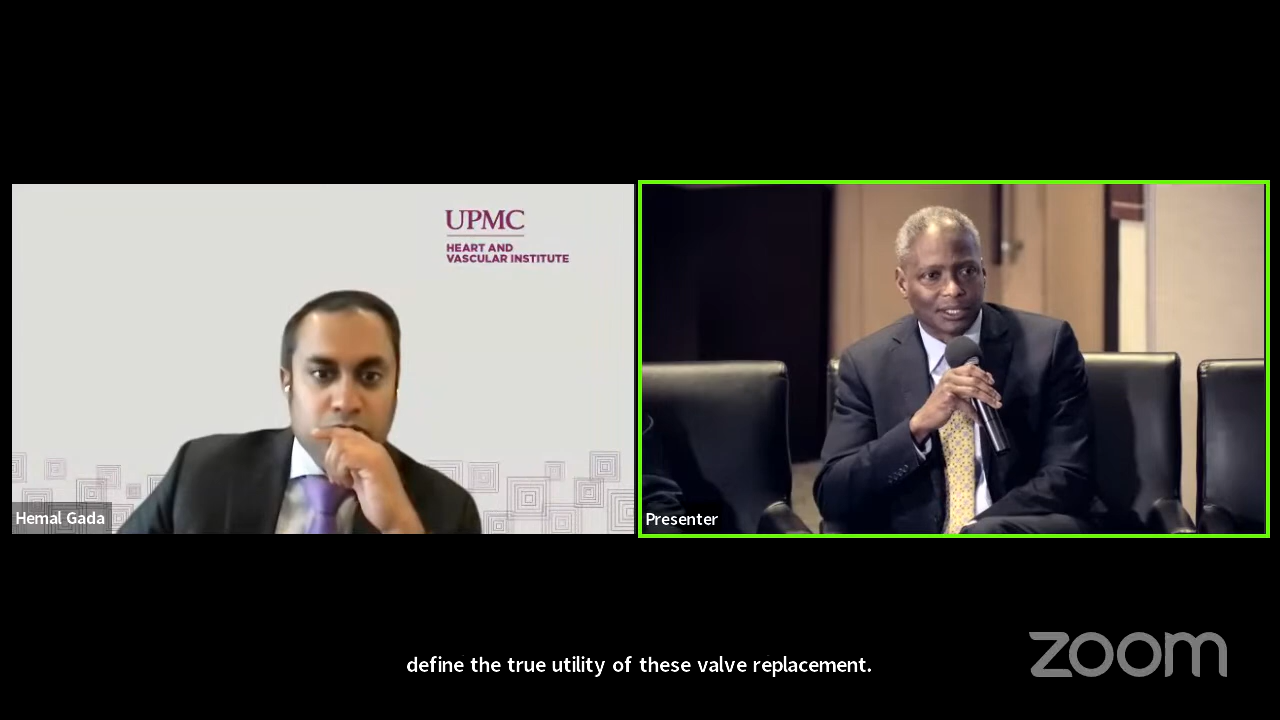 UPMC
HEART AND
VASCULAR INSTITUTE
Hemal Gada
Presenter
define the true utility of these valve replacement.
zoom